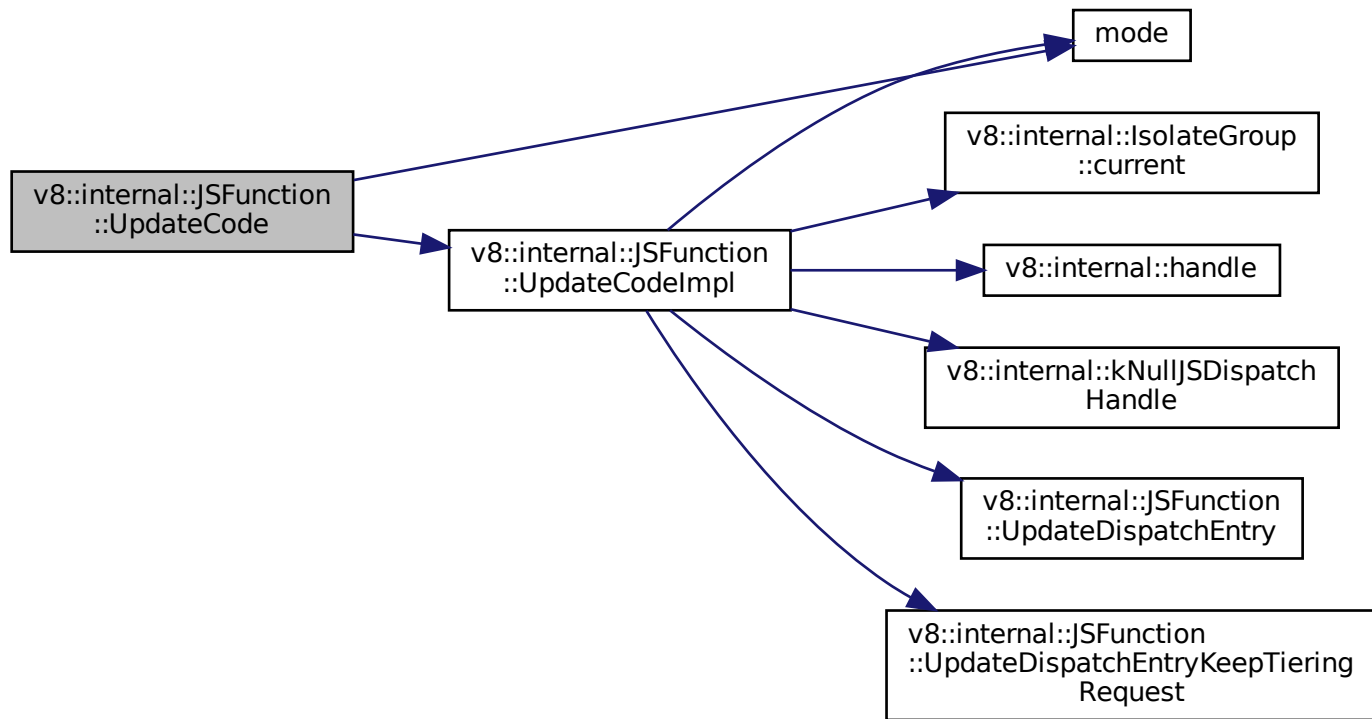 mode
v8::internal::IsolateGroup
::current
v8::internal::JSFunction
::UpdateCode
v8::internal::JSFunction
::UpdateCodeImpl
v8::internal::handle
v8::internal::kNullJSDispatch
Handle
v8::internal::JSFunction
::UpdateDispatchEntry
v8::internal::JSFunction
::UpdateDispatchEntryKeepTiering
Request